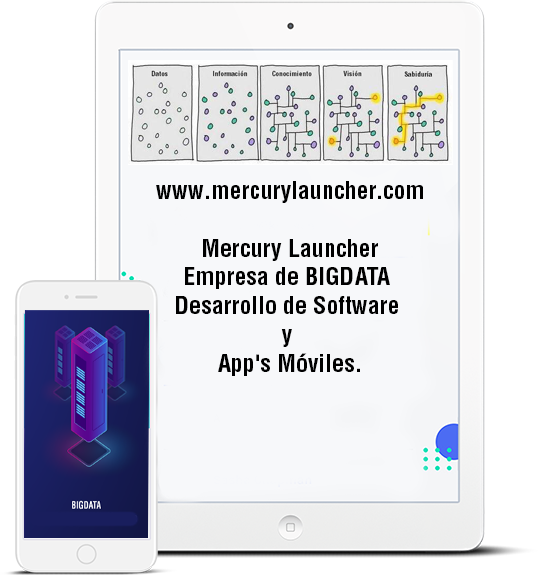 Datos
Información
Conocimiento
Visión
Sabiduría
www.mercurylauncher.com
Mercury Launcher
Empresa de BIGDATA
Desarrollo de Software
y
App's Móviles.
BIGDATA